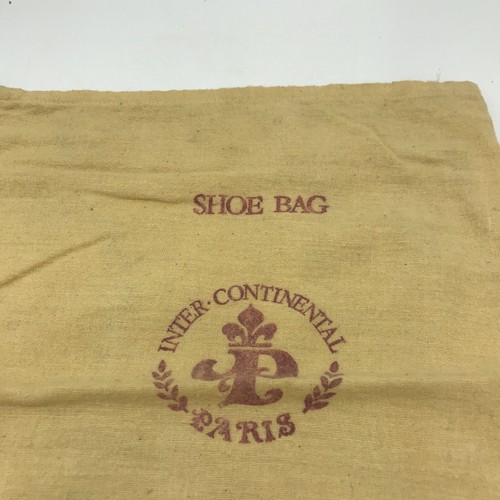 SHOE BAG
INTER·CONTINENTAL
P
PARIS